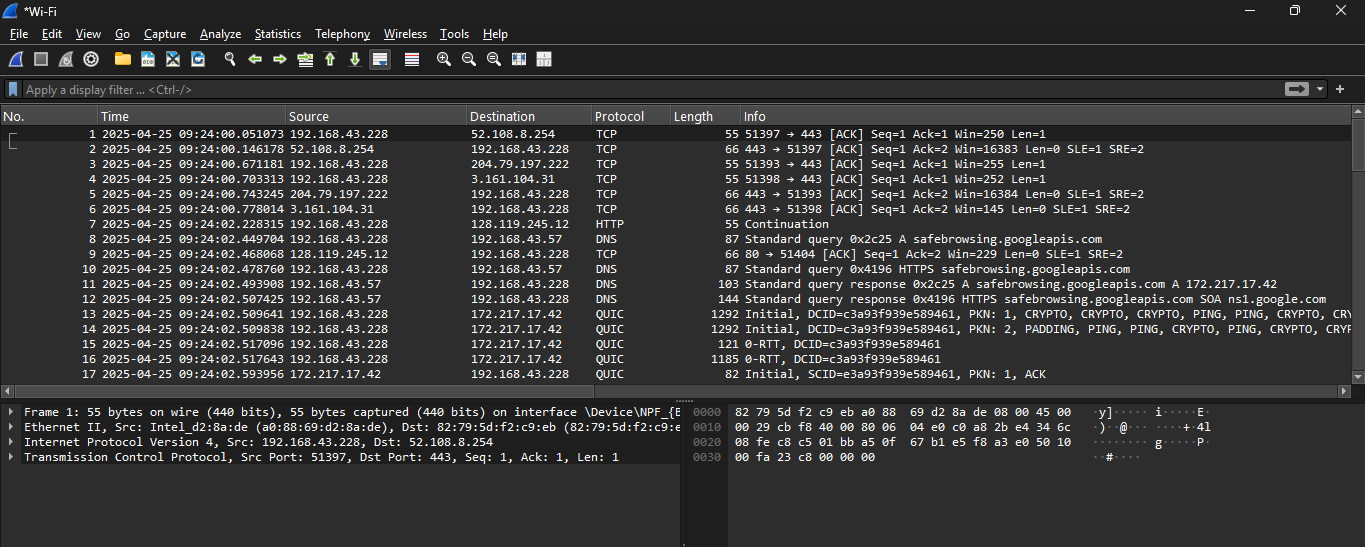 *Wi-Fi
File Edit View Go Capture Analyze Statistics Telephony Wireless Tools Help
Apply a display filter ... <Ctrl-/>
No. Time Source Destination Protocol Length Info
1 2025-04-25 09:24:00.051073 192.168.43.228 52.108.8.254 TCP 55 51397 → 443 [ACK] Seq=1 Ack=1 Win=250 Len=1
2 2025-04-25 09:24:00.146178 52.108.8.254 192.168.43.228 TCP 66 443 → 51397 [ACK] Seq=1 Ack=2 Win=16383 Len=0 SLE=1 SRE=2
3 2025-04-25 09:24:00.671181 192.168.43.228 204.79.197.222 TCP 55 51393 → 443 [ACK] Seq=1 Ack=1 Win=255 Len=1
4 2025-04-25 09:24:00.703313 192.168.43.228 3.161.104.31 TCP 55 51398 → 443 [ACK] Seq=1 Ack=1 Win=252 Len=1
5 2025-04-25 09:24:00.743245 204.79.197.222 192.168.43.228 TCP 66 443 → 51393 [ACK] Seq=1 Ack=2 Win=16384 Len=0 SLE=1 SRE=2
6 2025-04-25 09:24:00.778014 3.161.104.31 192.168.43.228 TCP 66 443 → 51398 [ACK] Seq=1 Ack=2 Win=145 Len=0 SLE=1 SRE=2
7 2025-04-25 09:24:02.228315 192.168.43.228 128.119.245.12 HTTP 55 Continuation
8 2025-04-25 09:24:02.449704 192.168.43.228 192.168.43.57 DNS 87 Standard query 0x2c25 A safebrowsing.googleapis.com
9 2025-04-25 09:24:02.468068 128.119.245.12 192.168.43.228 TCP 66 80 → 51404 [ACK] Seq=1 Ack=2 Win=229 Len=0 SLE=1 SRE=2
10 2025-04-25 09:24:02.478760 192.168.43.228 192.168.43.57 DNS 87 Standard query 0x4196 HTTPS safebrowsing.googleapis.com
11 2025-04-25 09:24:02.493908 192.168.43.57 192.168.43.228 DNS 103 Standard query response 0x2c25 A safebrowsing.googleapis.com A 172.217.17.42
12 2025-04-25 09:24:02.507425 192.168.43.57 192.168.43.228 DNS 144 Standard query response 0x4196 HTTPS safebrowsing.googleapis.com SOA ns1.google.com
13 2025-04-25 09:24:02.509641 192.168.43.228 172.217.17.42 QUIC 1292 Initial, DCID=c3a93f939e589461, PKN: 1, CRYPTO, CRYPTO, CRYPTO, PING, PING, CRYPTO, CRY
14 2025-04-25 09:24:02.509838 192.168.43.228 172.217.17.42 QUIC 1292 Initial, DCID=c3a93f939e589461, PKN: 2, PADDING, PING, PING, CRYPTO, PING, CRYPTO, CRYP
15 2025-04-25 09:24:02.517096 192.168.43.228 172.217.17.42 QUIC 121 0-RTT, DCID=c3a93f939e589461
16 2025-04-25 09:24:02.517643 192.168.43.228 172.217.17.42 QUIC 1185 0-RTT, DCID=c3a93f939e589461
17 2025-04-25 09:24:02.593956 172.217.17.42 192.168.43.228 QUIC 82 Initial, SCID=e3a93f939e589461, PKN: 1, ACK
Frame 1: 55 bytes on wire (440 bits), 55 bytes captured (440 bits) on interface \Device\NPF_{E
Ethernet II, Src: Intel_d2:8a:de (a0:88:69:d2:8a:de), Dst: 82:79:5d:f2:c9:eb (82:79:5d:f2:c9:e
Internet Protocol Version 4, Src: 192.168.43.228, Dst: 52.108.8.254
Transmission Control Protocol, Src Port: 51397, Dst Port: 443, Seq: 1, Ack: 1, Len: 1
0000 82 79 5d f2 c9 eb a0 88 69 d2 8a de 08 00 45 00 ·y]····· i·····E·
0010 00 29 cb f8 40 00 80 06 04 e0 c0 a8 2b e4 34 6c ·)··@··· ····+·4l
0020 08 fe c8 c5 01 bb a5 0f 67 b1 e5 f8 a3 e0 50 10 ········ g·····P·
0030 00 fa 23 c8 00 00 00 ··#····